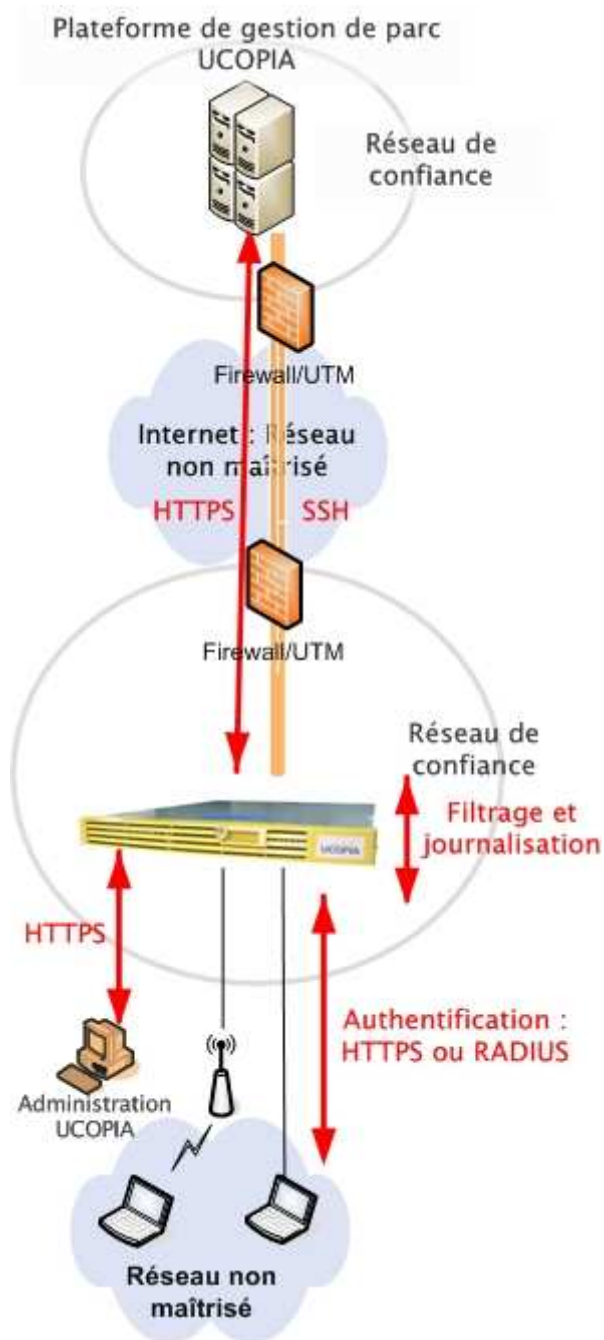 Plateforme de gestion de parc
UCOPIA
Réseau de
confiance
Firewall/UTM
Internet : Réseau
non maîtrisé
HTTPS
SSH
Firewall/UTM
Réseau de
confiance
Filtrage et
journalisation
UCOPIA
HTTPS
Authentification :
HTTPS ou RADIUS
Administration
UCOPIA
Réseau non
maîtrisé